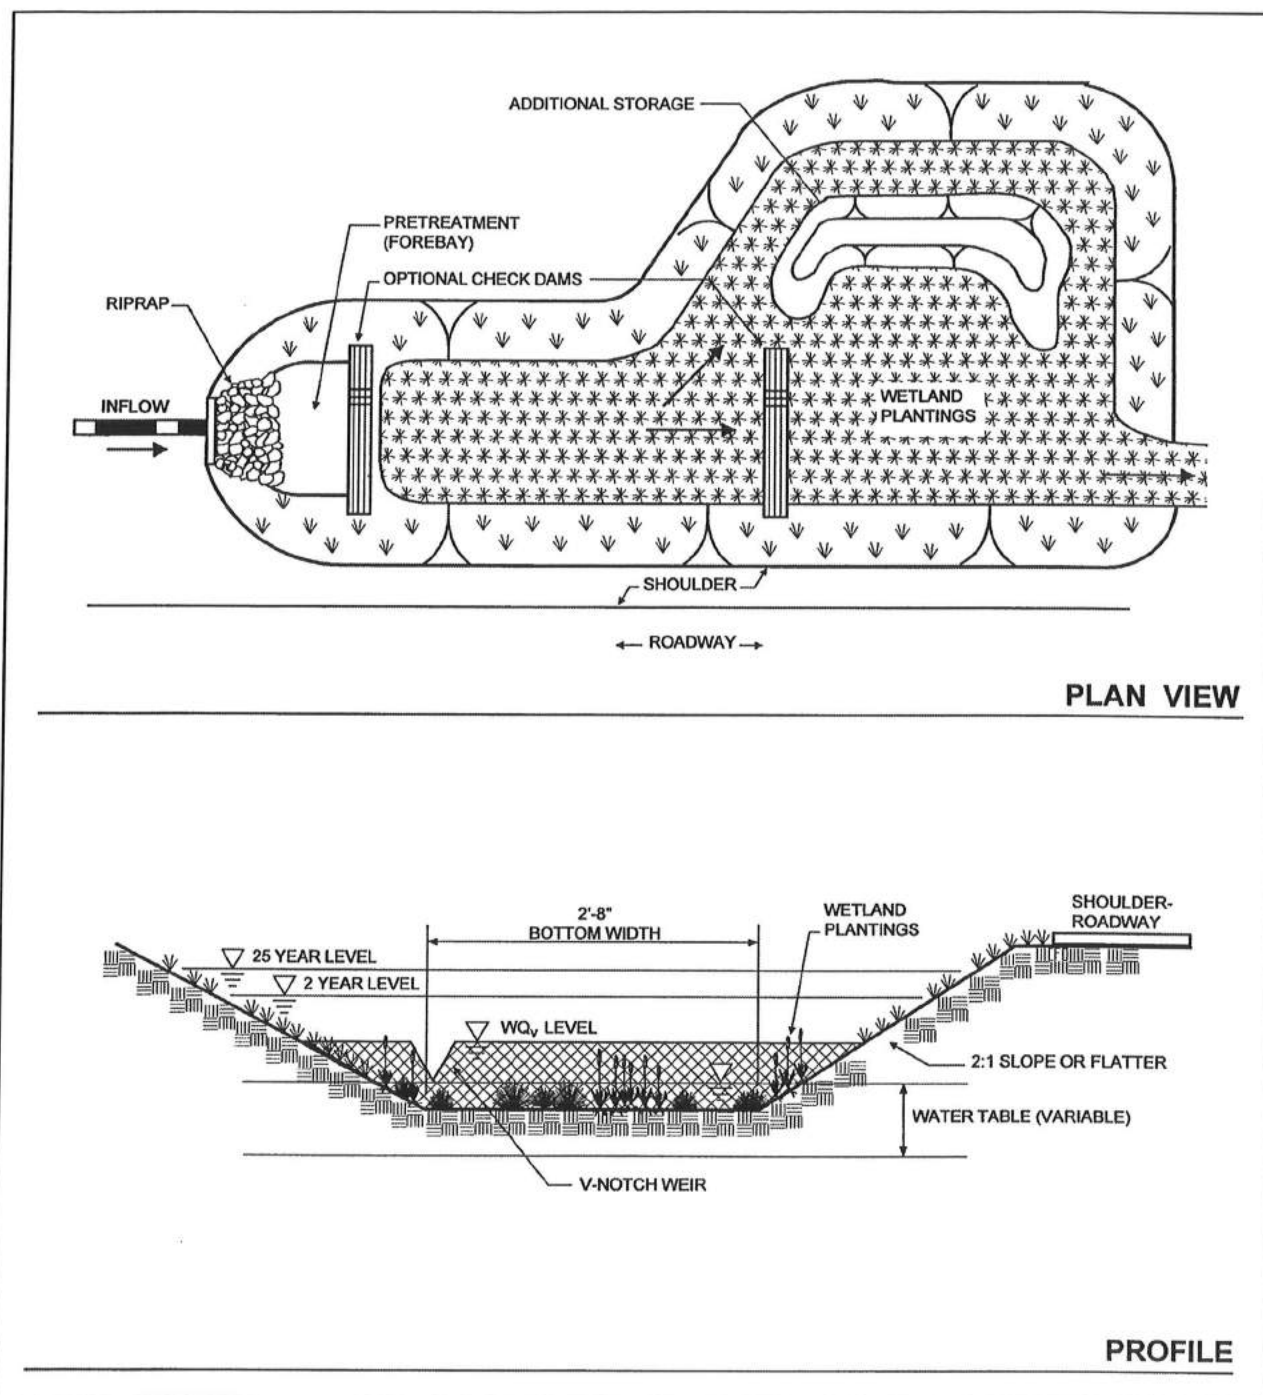 ADDITIONAL STORAGE
PRETREATMENT
(FOREBAY)
OPTIONAL CHECK DAMS
RIPRAP
INFLOW
WETLAND
PLANTINGS
SHOULDER
ROADWAY
PLAN VIEW
2'-8"
BOTTOM WIDTH
WETLAND
PLANTINGS
SHOULDER-
ROADWAY
25 YEAR LEVEL
2 YEAR LEVEL
WQv LEVEL
2:1 SLOPE OR FLATTER
WATER TABLE (VARIABLE)
V-NOTCH WEIR
PROFILE